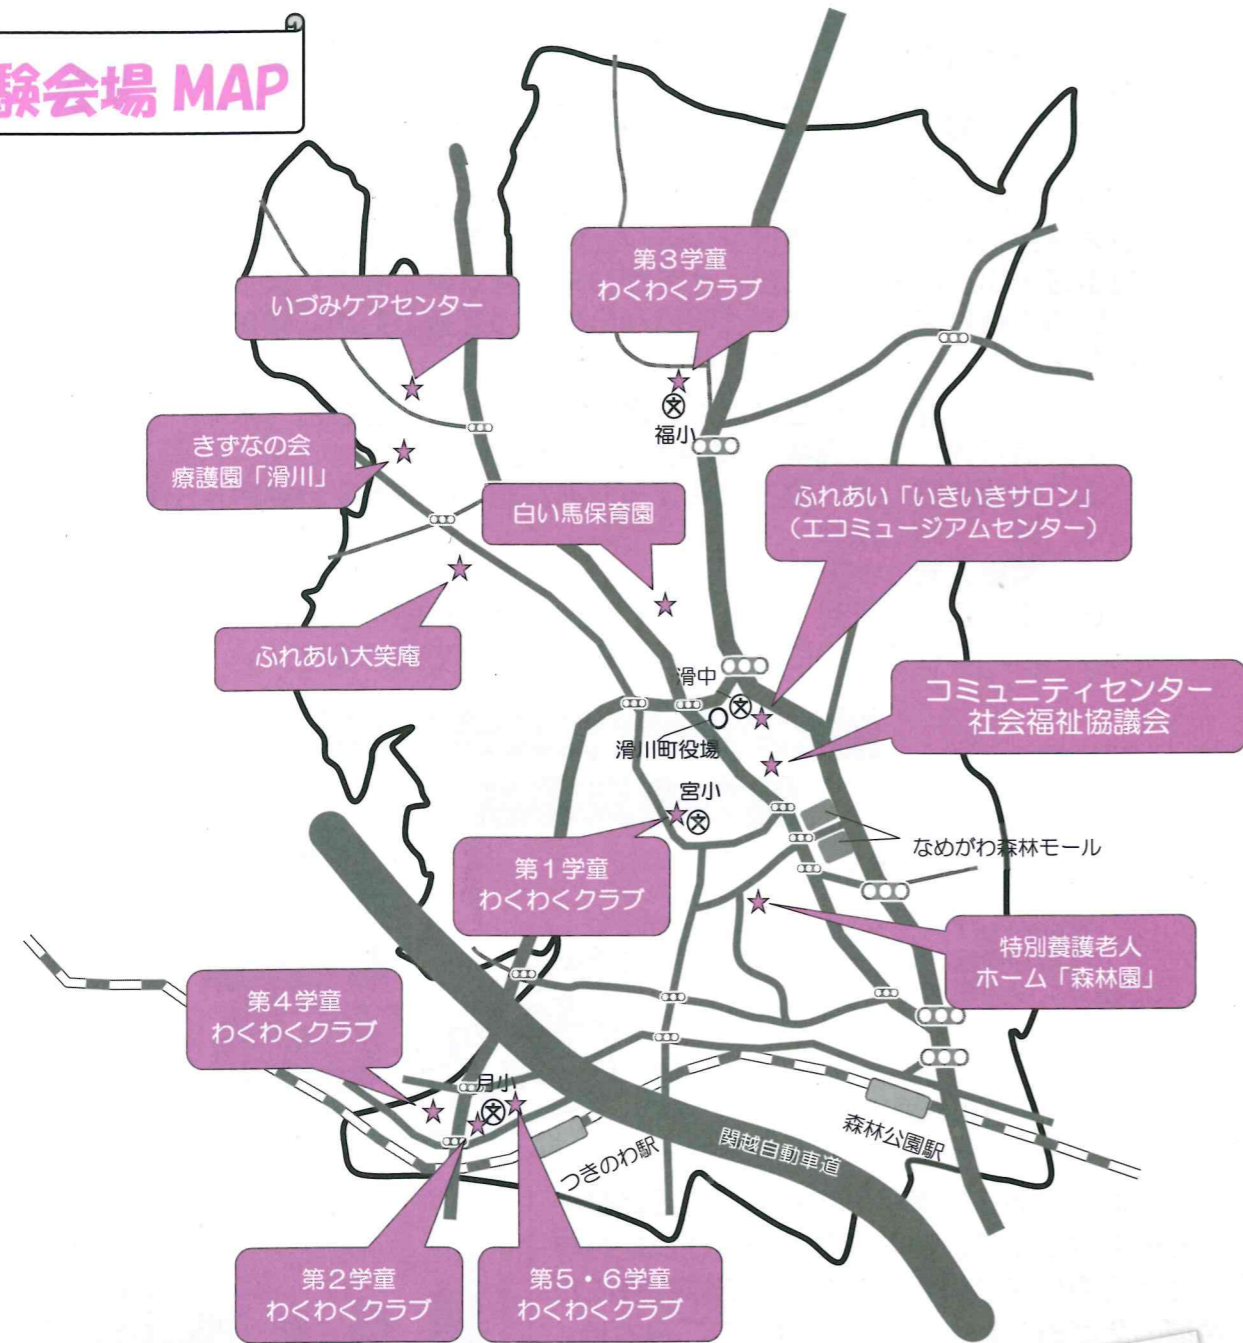 験会場 MAP
第3学童
わくわくクラブ
いづみケアセンター
福小
きずなの会
療護園「滑川」
白い馬保育園
ふれあい「いきいきサロン」
(エコミュージアムセンター)
ふれあい大笑庵
滑中
コミュニティセンター
社会福祉協議会
滑川町役場
宮小
なめがわ森林モール
第1学童
わくわくクラブ
特別養護老人
ホーム「森林園」
第4学童
わくわくクラブ
月小
森林公園駅
関越自動車道
つきのわ駅
第2学童
わくわくクラブ
第5・6学童
わくわくクラブ